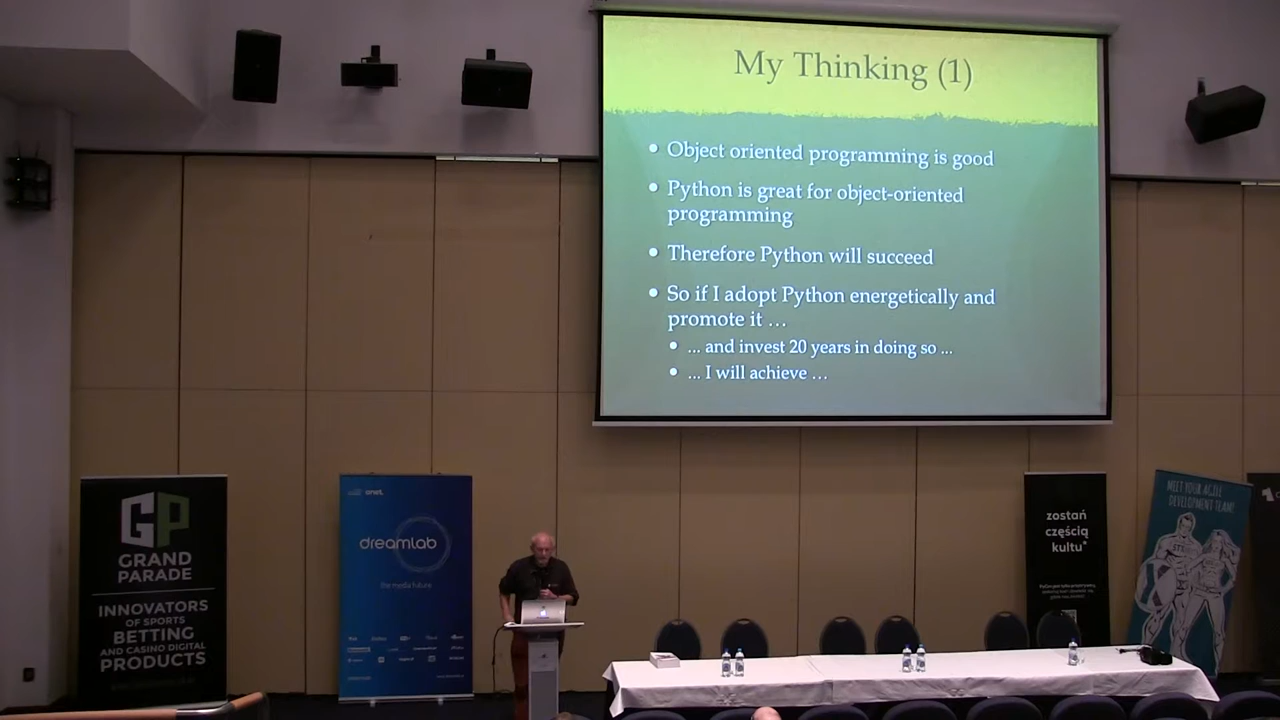 My Thinking (1)
• Object oriented programming is good
• Python is great for object-oriented
programming
• Therefore Python will succeed
• So if I adopt Python energetically and
promote it …
• ... and invest 20 years in doing so ...
• ... I will achieve …
GP
GRAND
PARADE
INNOVATORS
OF SPORTS
BETTING
AND CASINO DIGITAL
PRODUCTS
onet
dreamlab
the media future
zostań
częścią
kultu*
MEET YOUR AGILE
DEVELOPMENT TEAM!